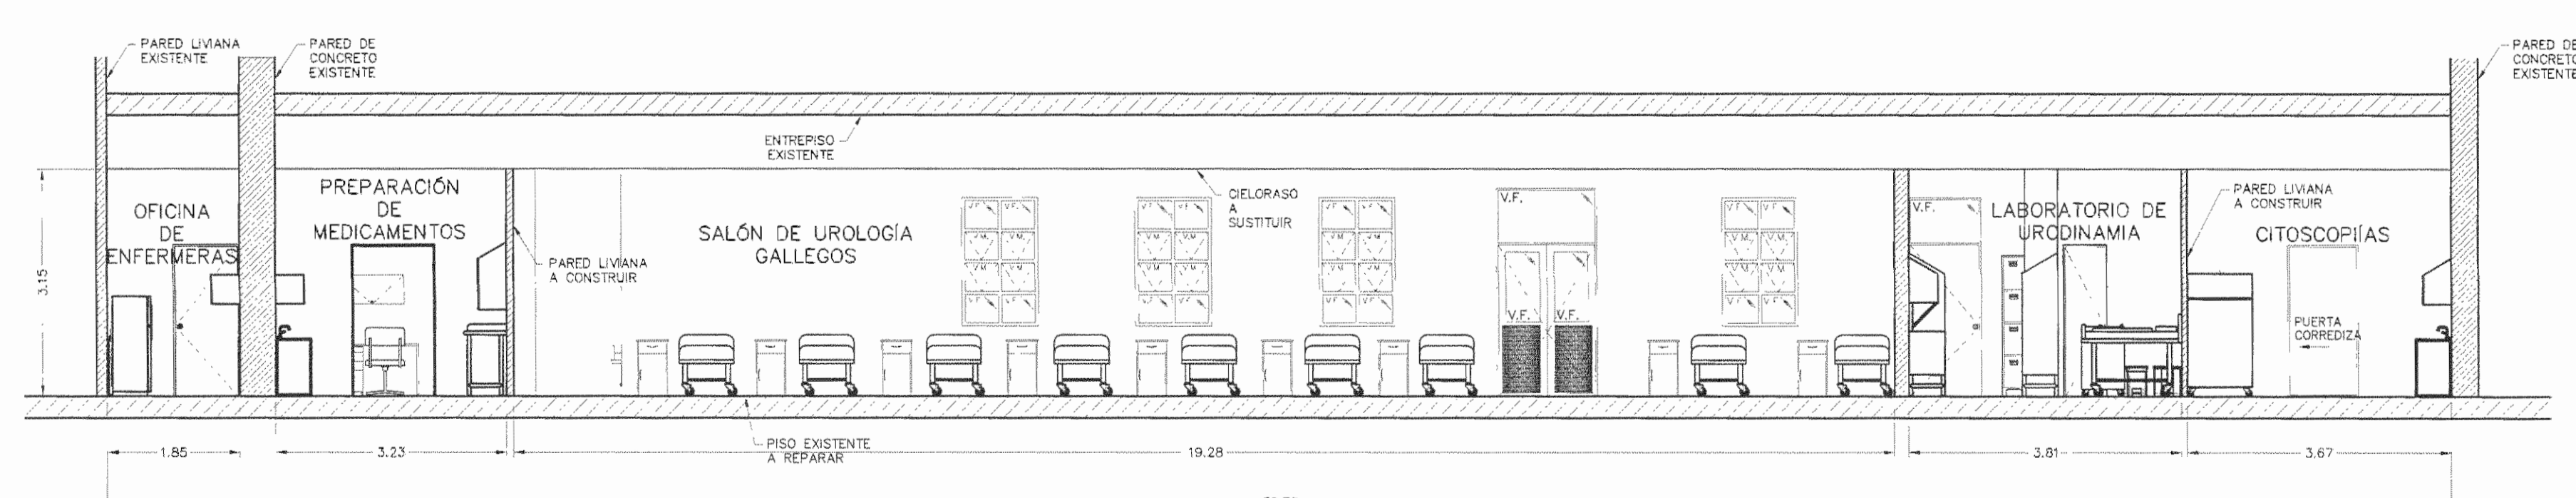 PARED LIVIANA
EXISTENTE
PARED DE
CONCRETO
EXISTENTE
PARED DE
CONCRETO
EXISTENTE
ENTREPISO
EXISTENTE
OFICINA
DE
ENFERMERAS
PREPARACIÓN
DE
MEDICAMENTOS
PARED LIVIANA
A CONSTRUIR
SALÓN DE UROLOGÍA
GALLEGOS
CIELORASO
A
SUSTITUIR
V.F. V.F.
V.M. V.M.
V.M. V.M.
V.F. V.F.
V.F. V.F.
V.M. V.M.
V.M. V.M.
V.F. V.F.
V.F. V.F.
V.M. V.M.
V.M. V.M.
V.F. V.F.
V.F.
V.F. V.F.
V.F. V.F.
V.M. V.M.
V.M. V.M.
V.F. V.F.
V.F.
LABORATORIO DE
URODINAMIA
PARED LIVIANA
A CONSTRUIR
CITOSCOPIÍAS
PUERTA
CORREDIZA
3.15
PISO EXISTENTE
A REPARAR
1.85
3.23
19.28
3.81
3.67